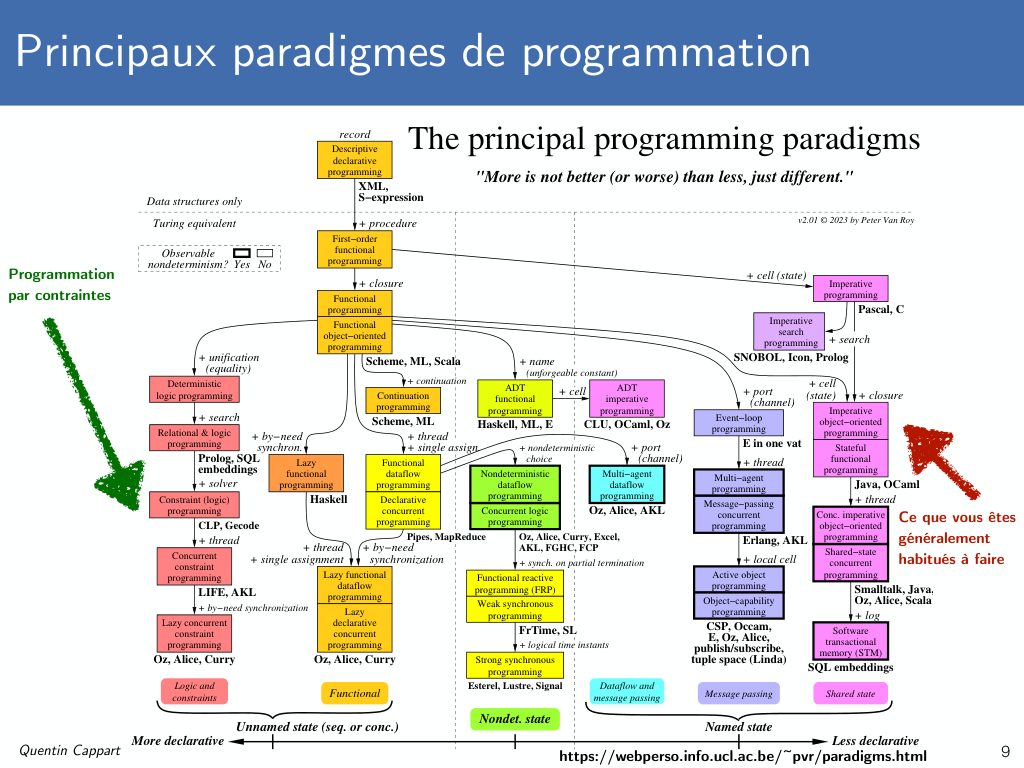 Principaux paradigmes de programmation
record
The principal programming paradigms
Descriptive
declarative
programming
"More is not better (or worse) than less, just different."
XML,
S−expression
Data structures only
Turing equivalent
+ procedure
v2.01 © 2023 by Peter Van Roy
Observable
nondeterminism? Yes No
First−order
functional
programming
Programmation
par contraintes
+ closure
+ cell (state)
Functional
programming
Functional
object−oriented
programming
Imperative
programming
Pascal, C
Imperative
search
programming
+ search
SNOBOL, Icon, Prolog
+ unification
(equality)
Scheme, ML, Scala
+ name
(unforgeable constant)
+ continuation
Deterministic
logic programming
Continuation
programming
Scheme, ML
ADT
functional
programming
+ cell
ADT
imperative
programming
Haskell, ML, E
CLU, OCaml, Oz
+ port
(channel)
+ cell
(state)
+ closure
+ search
Relational & logic
programming
Prolog, SQL
embeddings
+ by−need
synchron.
+ thread
+ single assign.
+ nondeterministic
choice
+ port
(channel)
Event−loop
programming
E in one vat
+ thread
Imperative
object−oriented
programming
Stateful
functional
programming
Java, OCaml
+ solver
Lazy
functional
programming
Haskell
Functional
dataflow
programming
Declarative
concurrent
programming
Pipes, MapReduce
Nondeterministic
dataflow
programming
Concurrent logic
programming
Oz, Alice, Curry, Excel,
AKL, FGHC, FCP
Multi−agent
dataflow
programming
Oz, Alice, AKL
Multi−agent
programming
Message−passing
concurrent
programming
Erlang, AKL
+ thread
Ce que vous êtes
généralement
habitués à faire
Constraint (logic)
programming
CLP, Gecode
+ thread
Conc. imperative
object−oriented
programming
Shared−state
concurrent
programming
Smalltalk, Java,
Oz, Alice, Scala
+ thread
+ single assignment
+ by−need
synchronization
+ synch. on partial termination
+ local cell
Concurrent
constraint
programming
LIFE, AKL
+ by−need synchronization
Lazy functional
dataflow
programming
Lazy
declarative
concurrent
programming
Oz, Alice, Curry
Functional reactive
programming (FRP)
Weak synchronous
programming
FrTime, SL
+ logical time instants
Active object
programming
Object−capability
programming
CSP, Occam,
E, Oz, Alice,
publish/subscribe,
tuple space (Linda)
+ log
Lazy concurrent
constraint
programming
Oz, Alice, Curry
Strong synchronous
programming
Esterel, Lustre, Signal
Software
transactional
memory (STM)
SQL embeddings
Logic and
constraints
Functional
Dataflow and
message passing
Message passing
Shared state
Unnamed state (seq. or conc.)
Nondet. state
Named state
More declarative
Less declarative
Quentin Cappart
https://webperso.info.ucl.ac.be/~pvr/paradigms.html
9